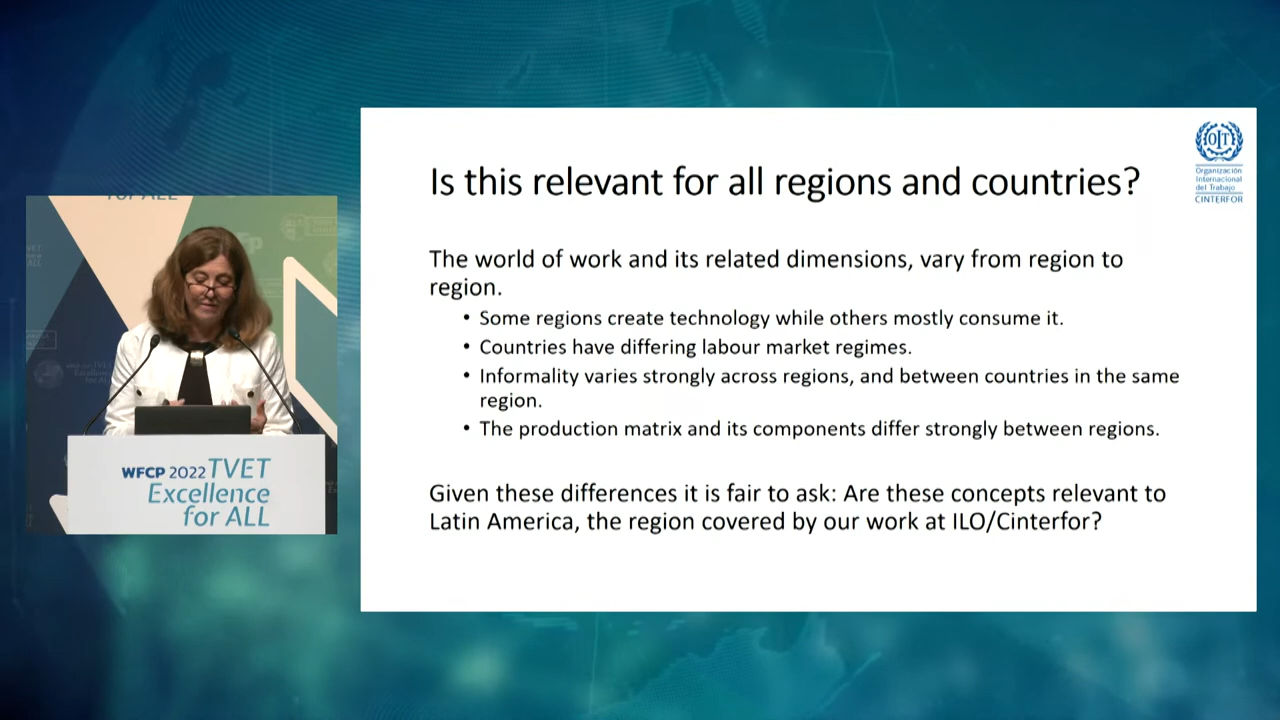 Is this relevant for all regions and countries?
OIT
Organización
Internacional
del Trabajo
CINTERFOR
The world of work and its related dimensions, vary from region to
region.
• Some regions create technology while others mostly consume it.
• Countries have differing labour market regimes.
• Informality varies strongly across regions, and between countries in the same
region.
• The production matrix and its components differ strongly between regions.
Given these differences it is fair to ask: Are these concepts relevant to
Latin America, the region covered by our work at ILO/Cinterfor?
WFCP 2022 TVET
Excellence
for ALL